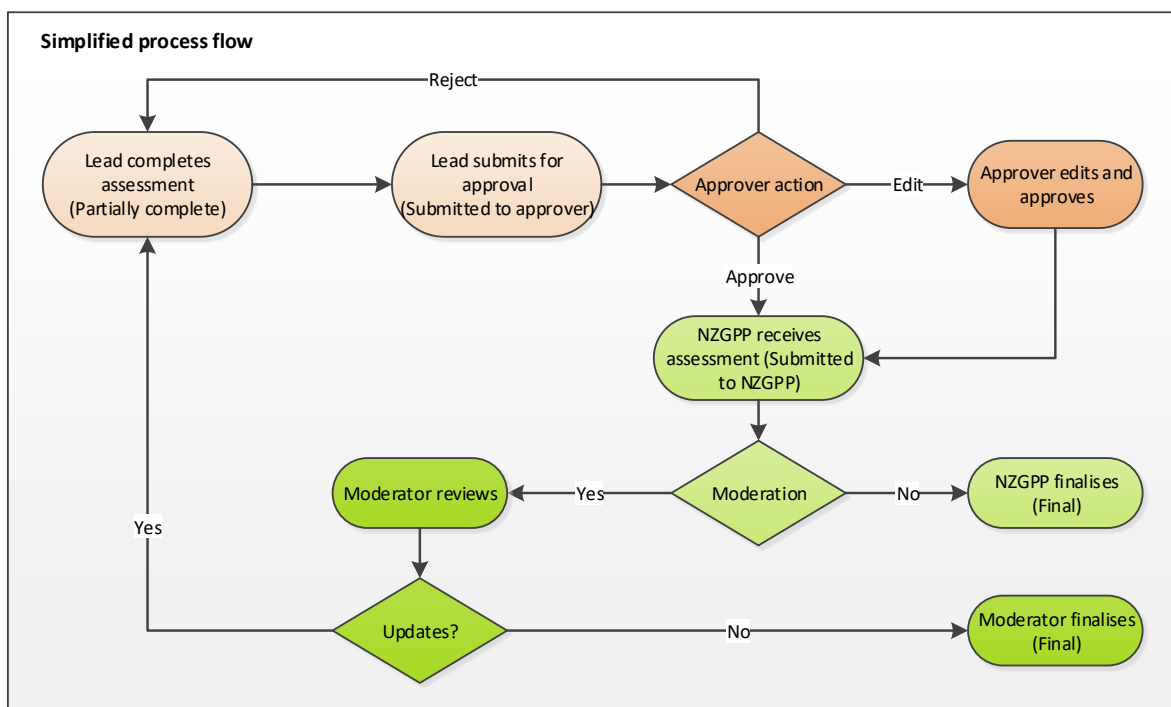 Simplified process flow
Reject
Lead completes
assessment
(Partially complete)
Lead submits for
approval
(Submitted to approver)
Approver action
Edit
Approver edits and
approves
Approve
NZGPP receives
assessment (Submitted
to NZGPP)
Moderator reviews
Yes
Moderation
No
NZGPP finalises
(Final)
Yes
Updates?
No
Moderator finalises
(Final)